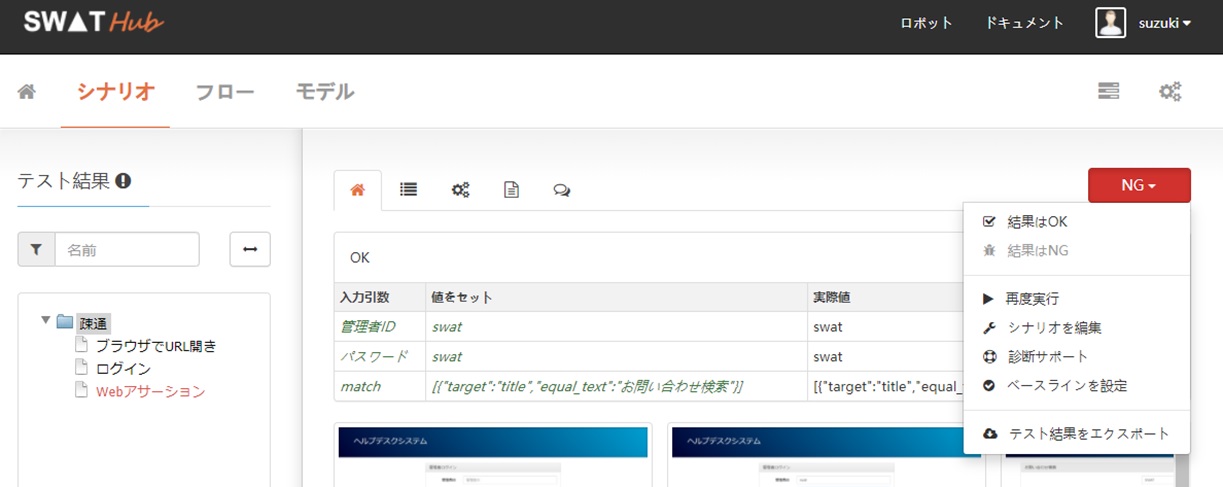 SWAT Hub ロボット ドキュメント suzuki
シナリオ フロー モデル
テスト結果
NG
名前
結果はOK
結果はNG
再度実行
シナリオを編集
診断サポート
ベースラインを設定
テスト結果をエクスポート
疎通
ブラウザでURL開き
ログイン
Webアサーション
OK
入力引数 値をセット 実際値
管理者ID swat swat
パスワード swat swat
match [{"target":"title","equal_text":"お問い合わせ検索"}] [{"target":"title","equal_
ヘルプデスクシステム ヘルプデスクシステム